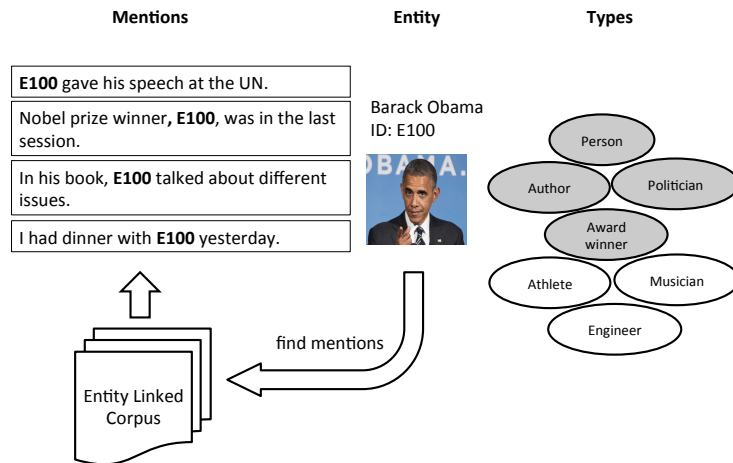 Mentions
Entity
Types
E100 gave his speech at the UN.
Nobel prize winner, E100, was in the last
session.
In his book, E100 talked about different
issues.
I had dinner with E100 yesterday.
Barack Obama
ID: E100
OBAMA.
Person
Author
Politician
Award
winner
Athlete
Musician
Engineer
find mentions
Entity Linked
Corpus